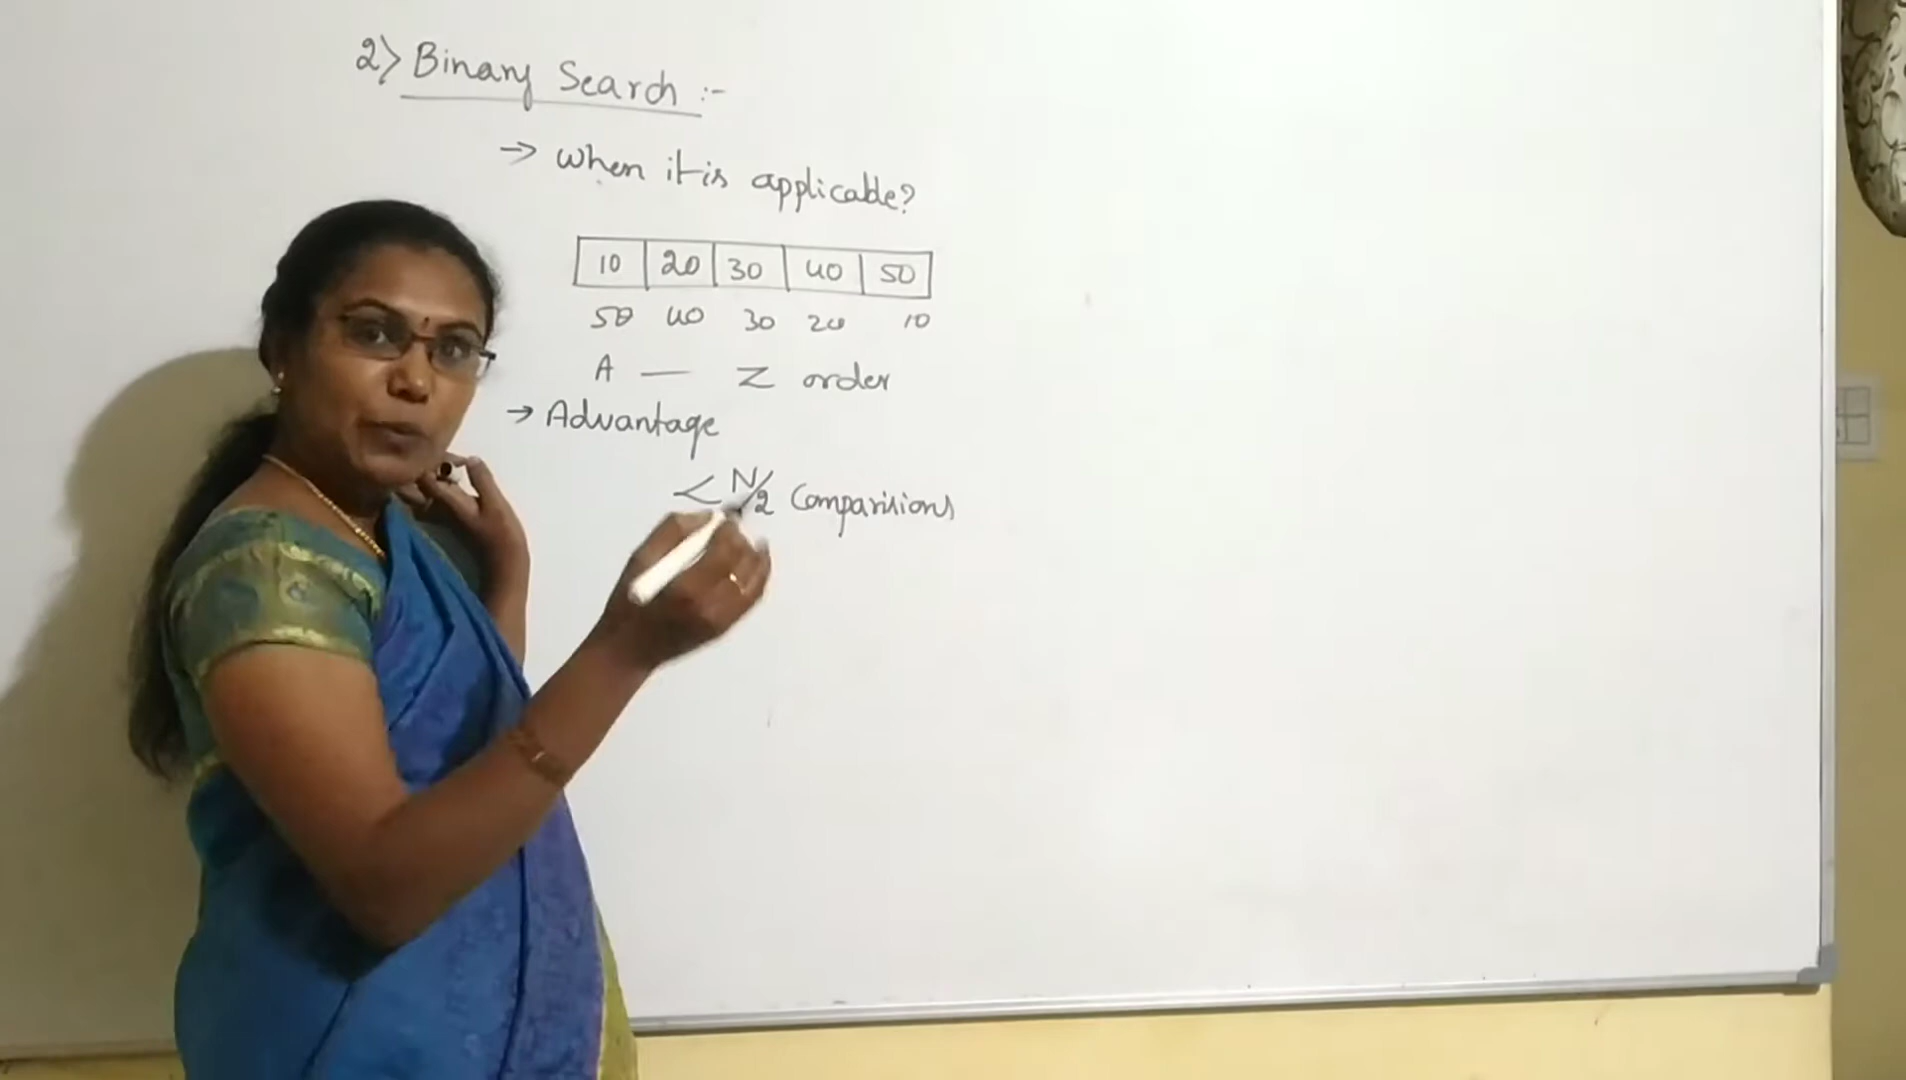 2) Binary Search :-
→ When it is applicable?
10 20 30 40 50
50 40 30 20 10
A — Z order
→ Advantage
< N/2 Comparisions